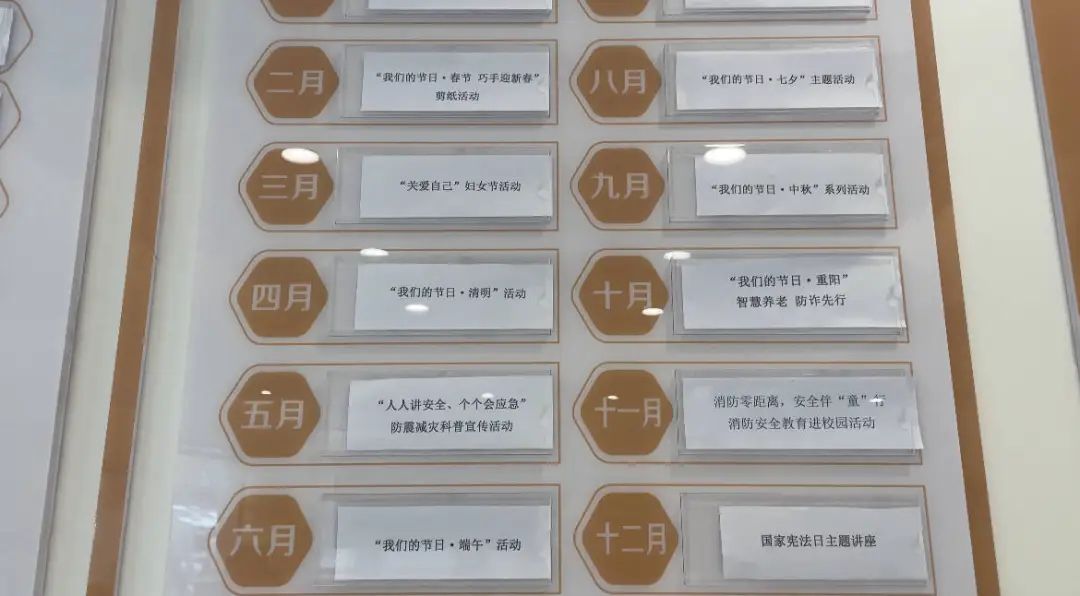 二月
“我们的节日·春节 巧手迎新春”
剪纸活动
三月
“关爱自己”妇女节活动
四月
“我们的节日·清明”活动
五月
“人人讲安全、个个会应急”
防震减灾科普宣传活动
六月
“我们的节日·端午”活动
八月
“我们的节日·七夕”主题活动
九月
“我们的节日·中秋”系列活动
十月
“我们的节日·重阳”
智慧养老 防诈先行
十一月
消防零距离，安全伴“童”行
消防安全教育进校园活动
十二月
国家宪法日主题讲座